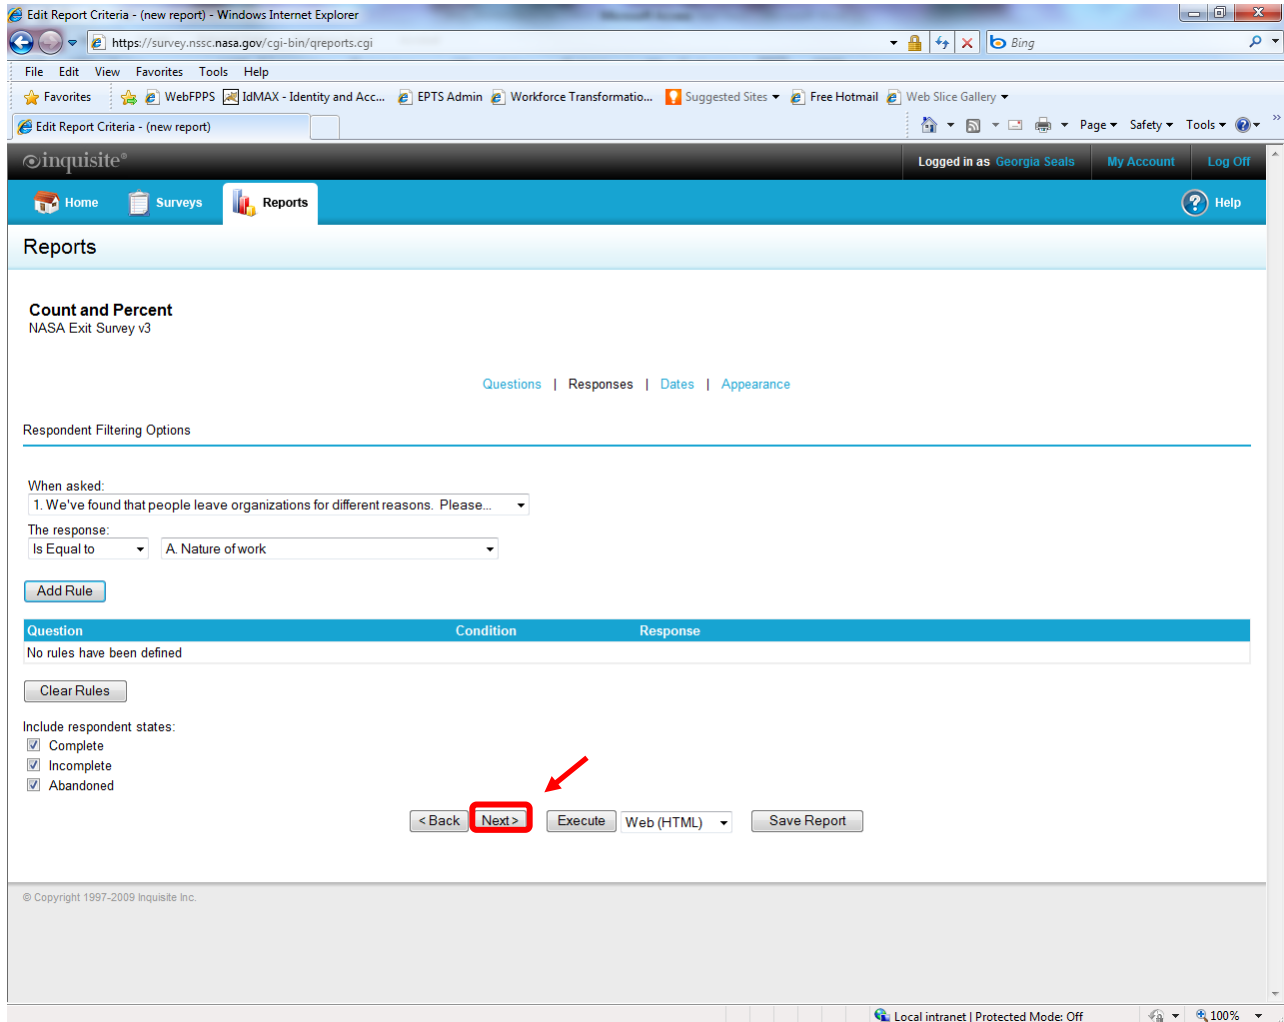 Edit Report Criteria - (new report) - Windows Internet Explorer
https://survey.nssc.nasa.gov/cgi-bin/qreports.cgi
Bing
File Edit View Favorites Tools Help
Favorites WebFPPS IdMAX - Identity and Acc... EPTS Admin Workforce Transformatio... Suggested Sites Free Hotmail Web Slice Gallery
Edit Report Criteria - (new report)
Page Safety Tools »
inquisite®
Logged in as Georgia Seals My Account Log Off
Home Surveys Reports Help
Reports
Count and Percent
NASA Exit Survey v3
Questions | Responses | Dates | Appearance
Respondent Filtering Options
When asked:
1. We've found that people leave organizations for different reasons. Please...
The response:
Is Equal to A. Nature of work
Add Rule
Question Condition Response
No rules have been defined
Clear Rules
Include respondent states:
Complete
Incomplete
Abandoned
< Back Next > Execute Web (HTML) Save Report
© Copyright 1997-2009 Inquisite Inc.
Local intranet | Protected Mode: Off 100%